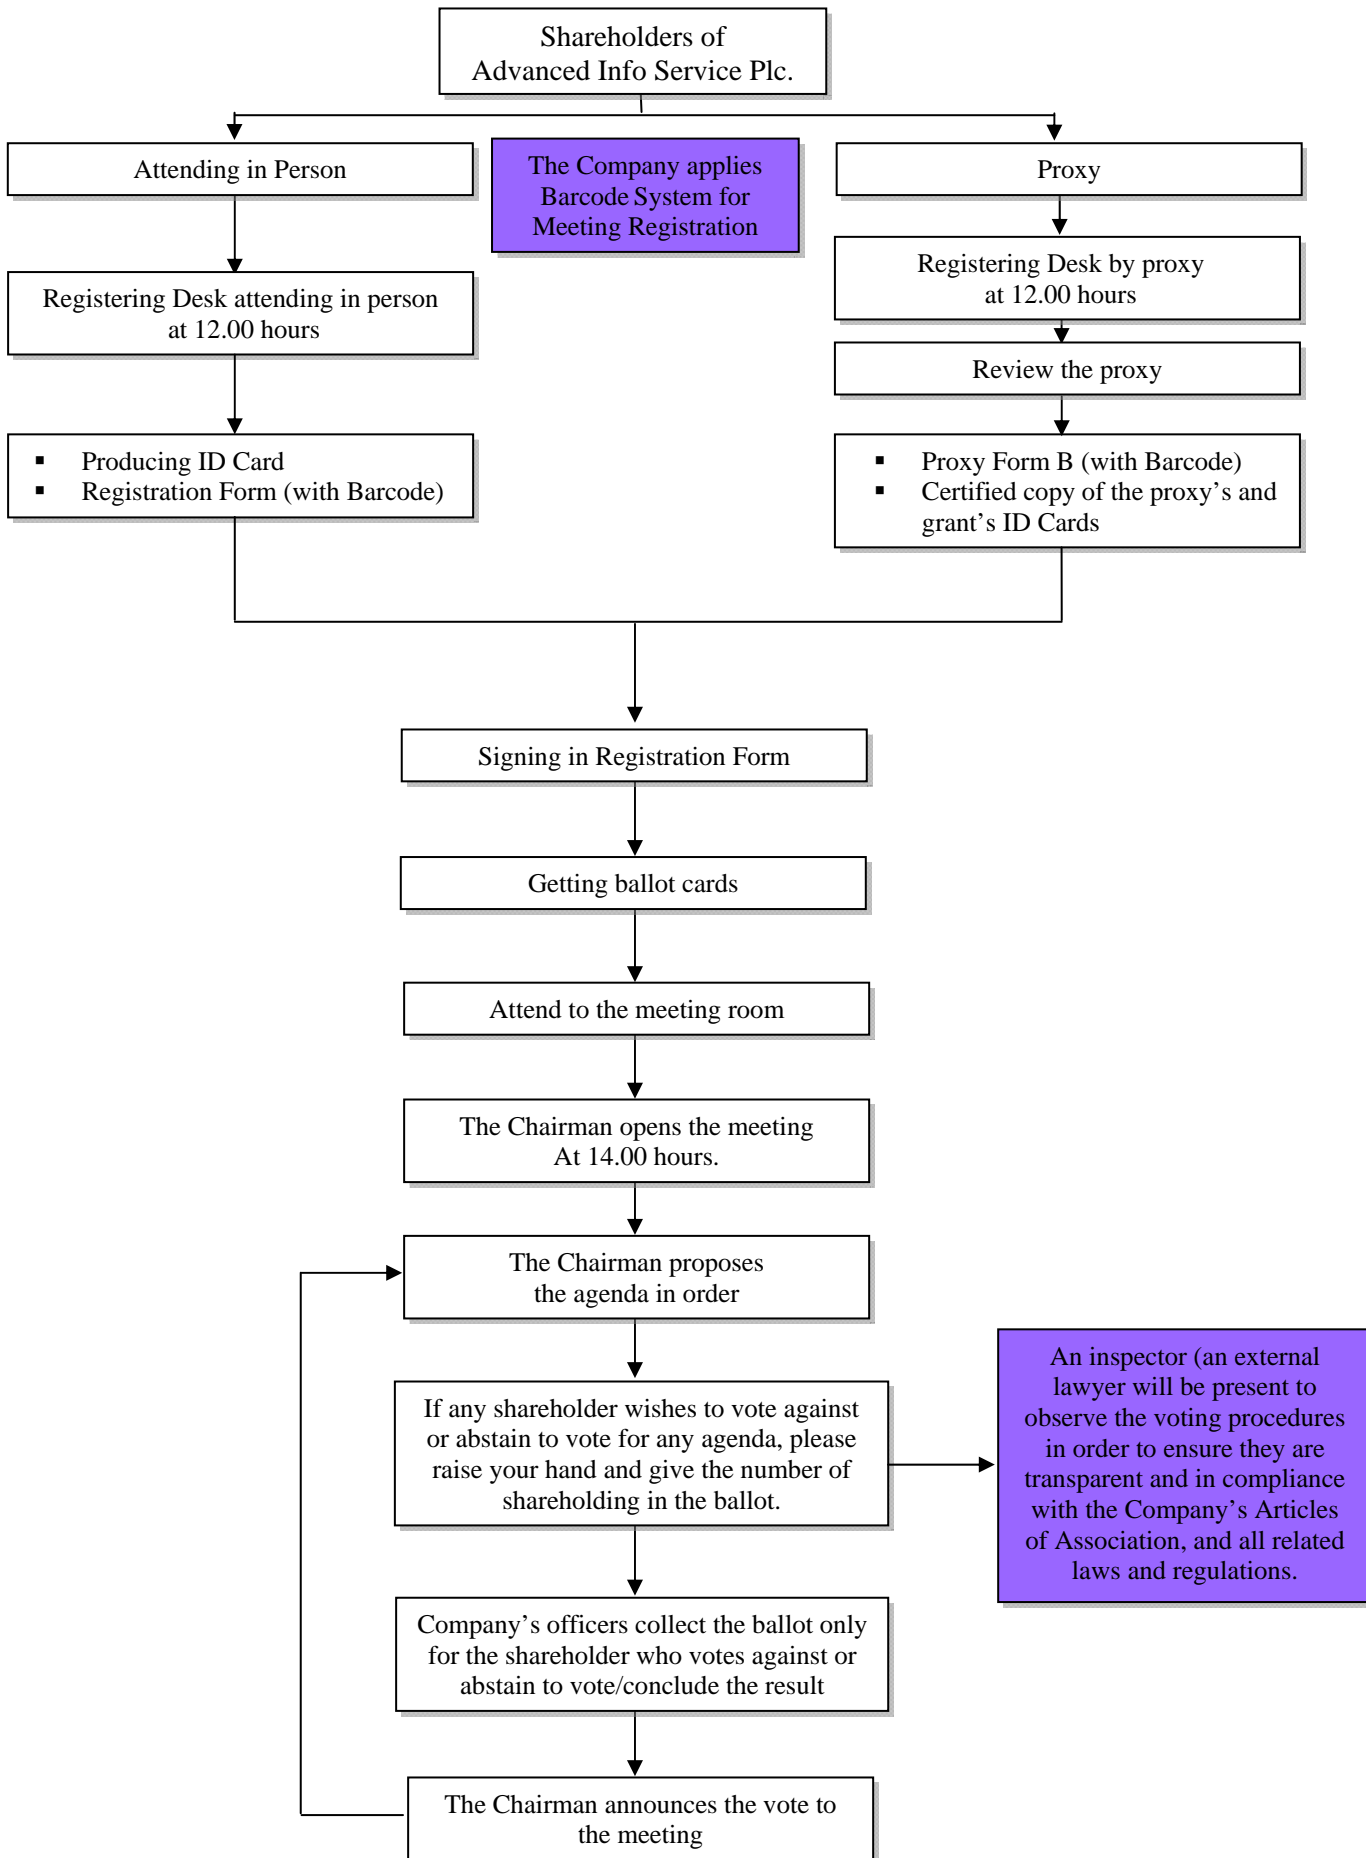 Shareholders of
Advanced Info Service Plc.
Attending in Person
The Company applies
Barcode System for
Meeting Registration
Proxy
Registering Desk attending in person
at 12.00 hours
Registering Desk by proxy
at 12.00 hours
Review the proxy
▪ Producing ID Card
▪ Registration Form (with Barcode)
▪ Proxy Form B (with Barcode)
▪ Certified copy of the proxy’s and
grant’s ID Cards
Signing in Registration Form
Getting ballot cards
Attend to the meeting room
The Chairman opens the meeting
At 14.00 hours.
The Chairman proposes
the agenda in order
If any shareholder wishes to vote against
or abstain to vote for any agenda, please
raise your hand and give the number of
shareholding in the ballot.
An inspector (an external
lawyer will be present to
observe the voting procedures
in order to ensure they are
transparent and in compliance
with the Company’s Articles
of Association, and all related
laws and regulations.
Company’s officers collect the ballot only
for the shareholder who votes against or
abstain to vote/conclude the result
The Chairman announces the vote to
the meeting